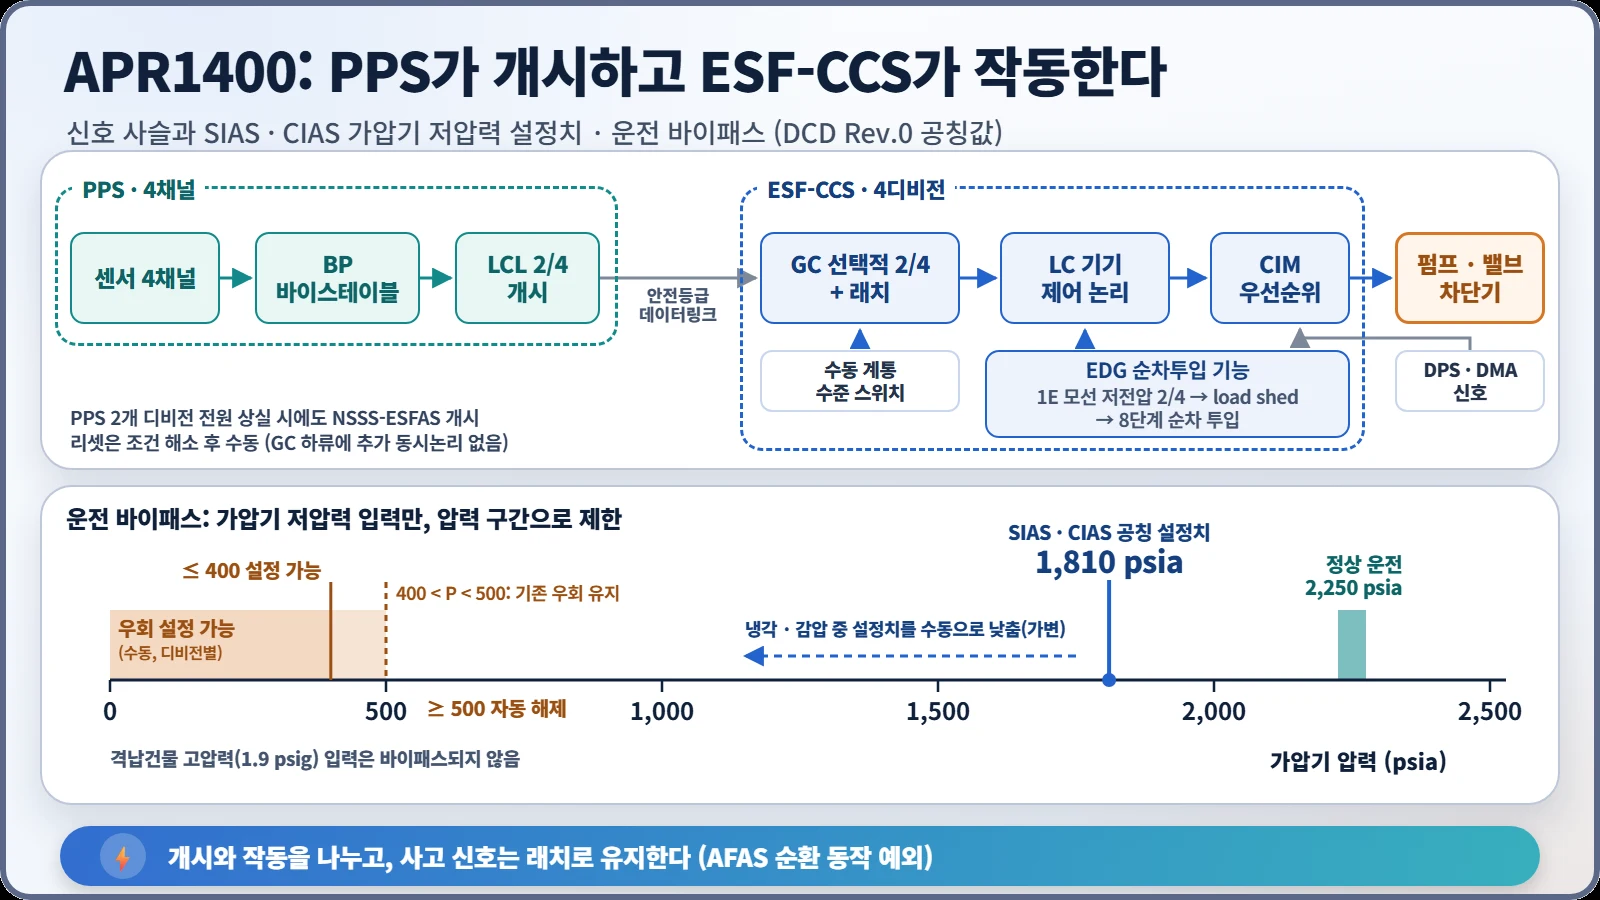 APR1400: PPS가 개시하고 ESF-CCS가 작동한다
신호 사슬과 SIAS · CIAS 가압기 저압력 설정치 · 운전 바이패스 (DCD Rev.0 공칭값)
PPS · 4채널
센서 4채널
BP
바이스테이블
LCL 2/4
개시
안전등급
데이터링크
ESF-CCS · 4디비전
GC 선택적 2/4
+ 래치
LC 기기
제어 논리
CIM
우선순위
펌프 · 밸브
차단기
수동 계통
수준 스위치
EDG 순차투입 기능
1E 모선 저전압 2/4 → load shed
→ 8단계 순차 투입
DPS · DMA
신호
PPS 2개 디비전 전원 상실 시에도 NSSS-ESFAS 개시
리셋은 조건 해소 후 수동 (GC 하류에 추가 동시논리 없음)
운전 바이패스: 가압기 저압력 입력만, 압력 구간으로 제한
≤ 400 설정 가능
400 < P < 500: 기존 우회 유지
우회 설정 가능
(수동, 디비전별)
SIAS · CIAS 공칭 설정치
1,810 psia
정상 운전
2,250 psia
냉각 · 감압 중 설정치를 수동으로 낮춤(가변)
0
500
≥ 500 자동 해제
1,000
1,500
2,000
2,500
격납건물 고압력(1.9 psig) 입력은 바이패스되지 않음
가압기 압력 (psia)
개시와 작동을 나누고, 사고 신호는 래치로 유지한다 (AFAS 순환 동작 예외)